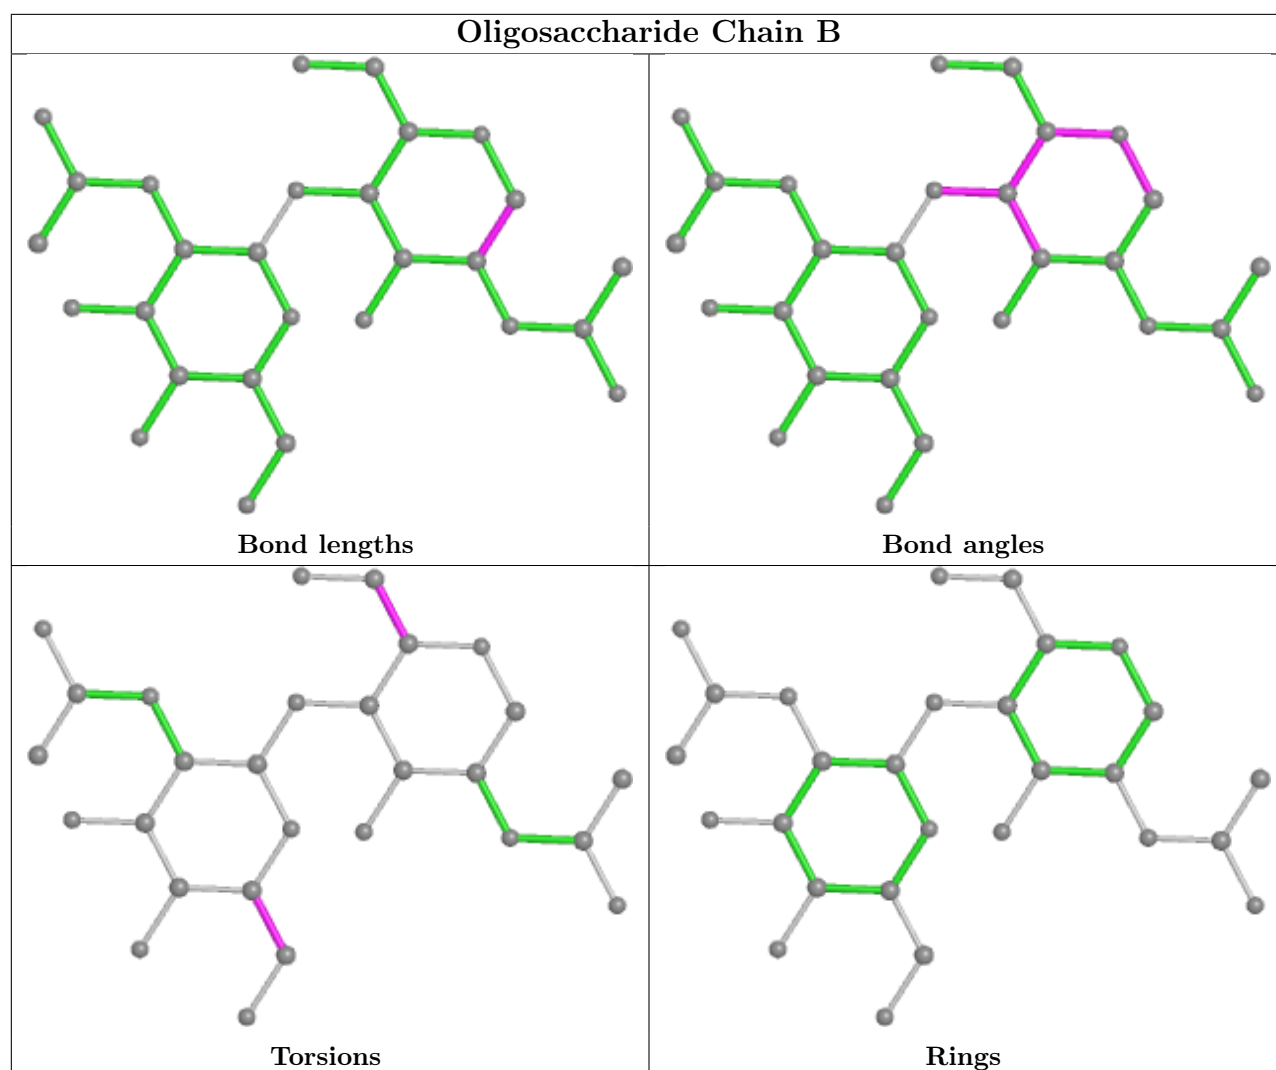 Oligosaccharide Chain B
Bond lengths
Bond angles
Torsions
Rings